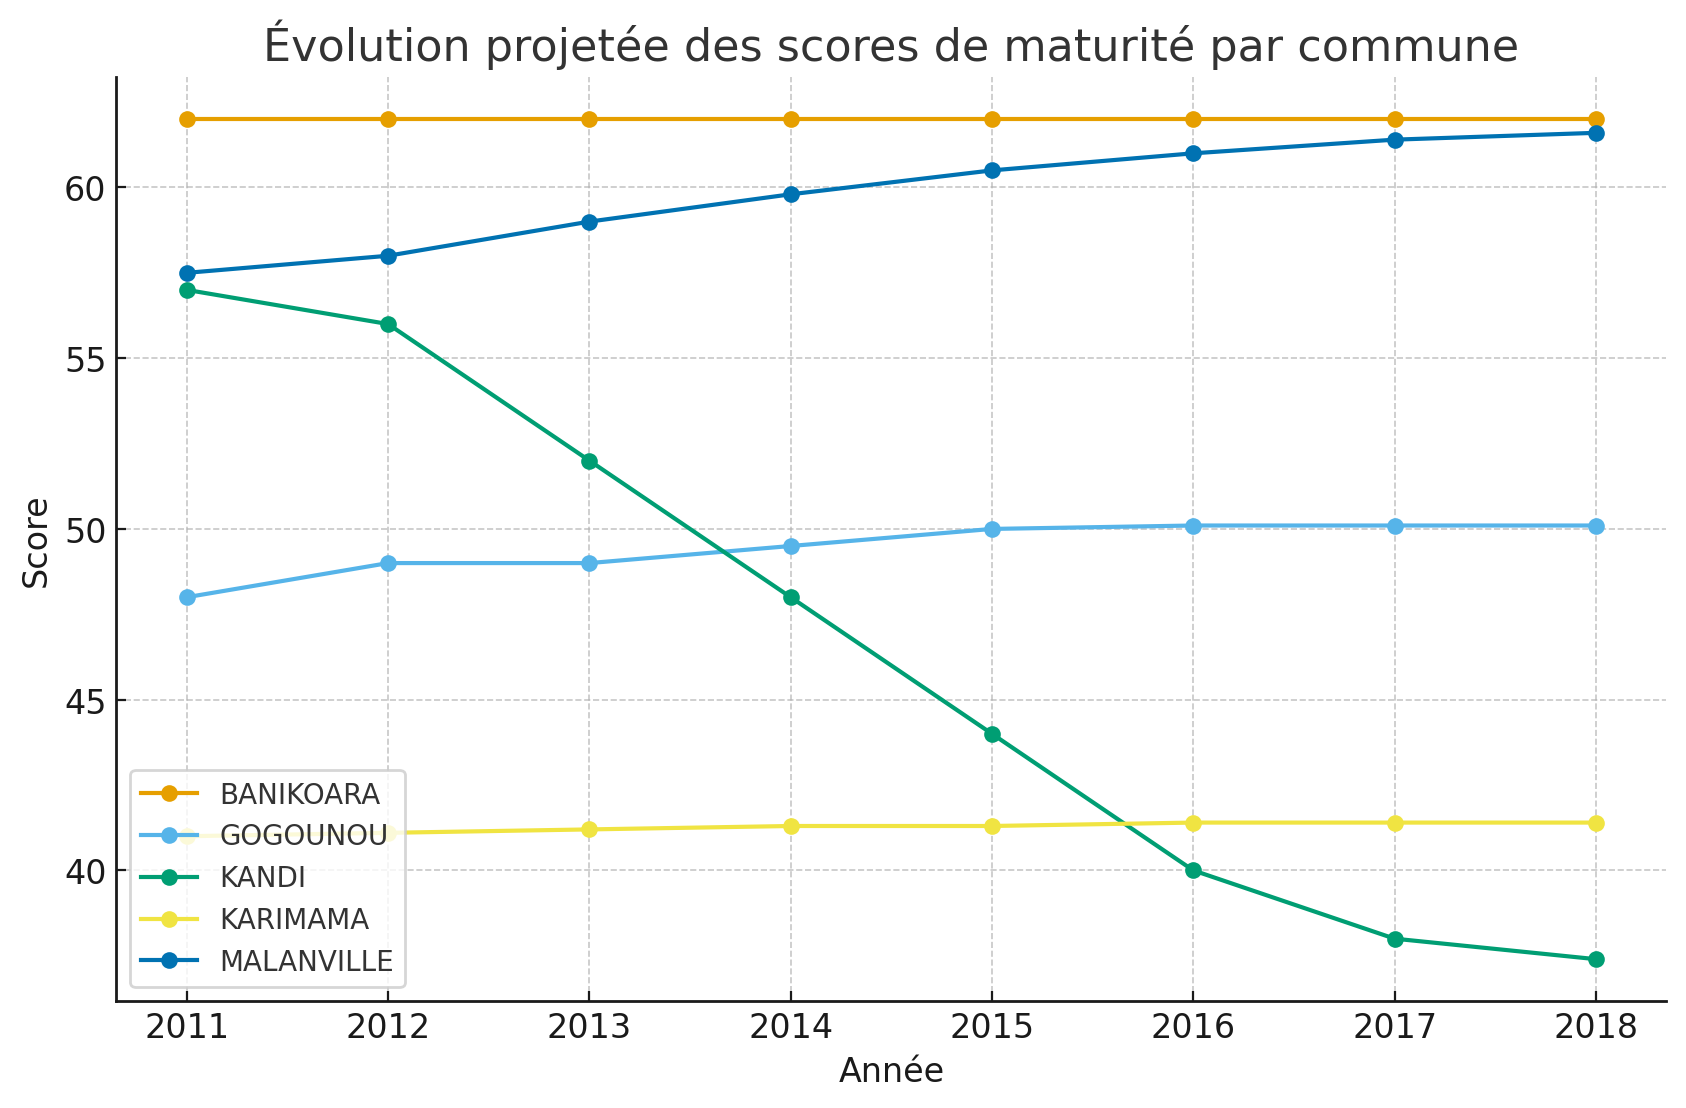 Évolution projetée des scores de maturité par commune
Score
60
55
50
45
40
BANIKOARA
GOGOUNOU
KANDI
KARIMAMA
MALANVILLE
2011 2012 2013 2014 2015 2016 2017 2018
Année